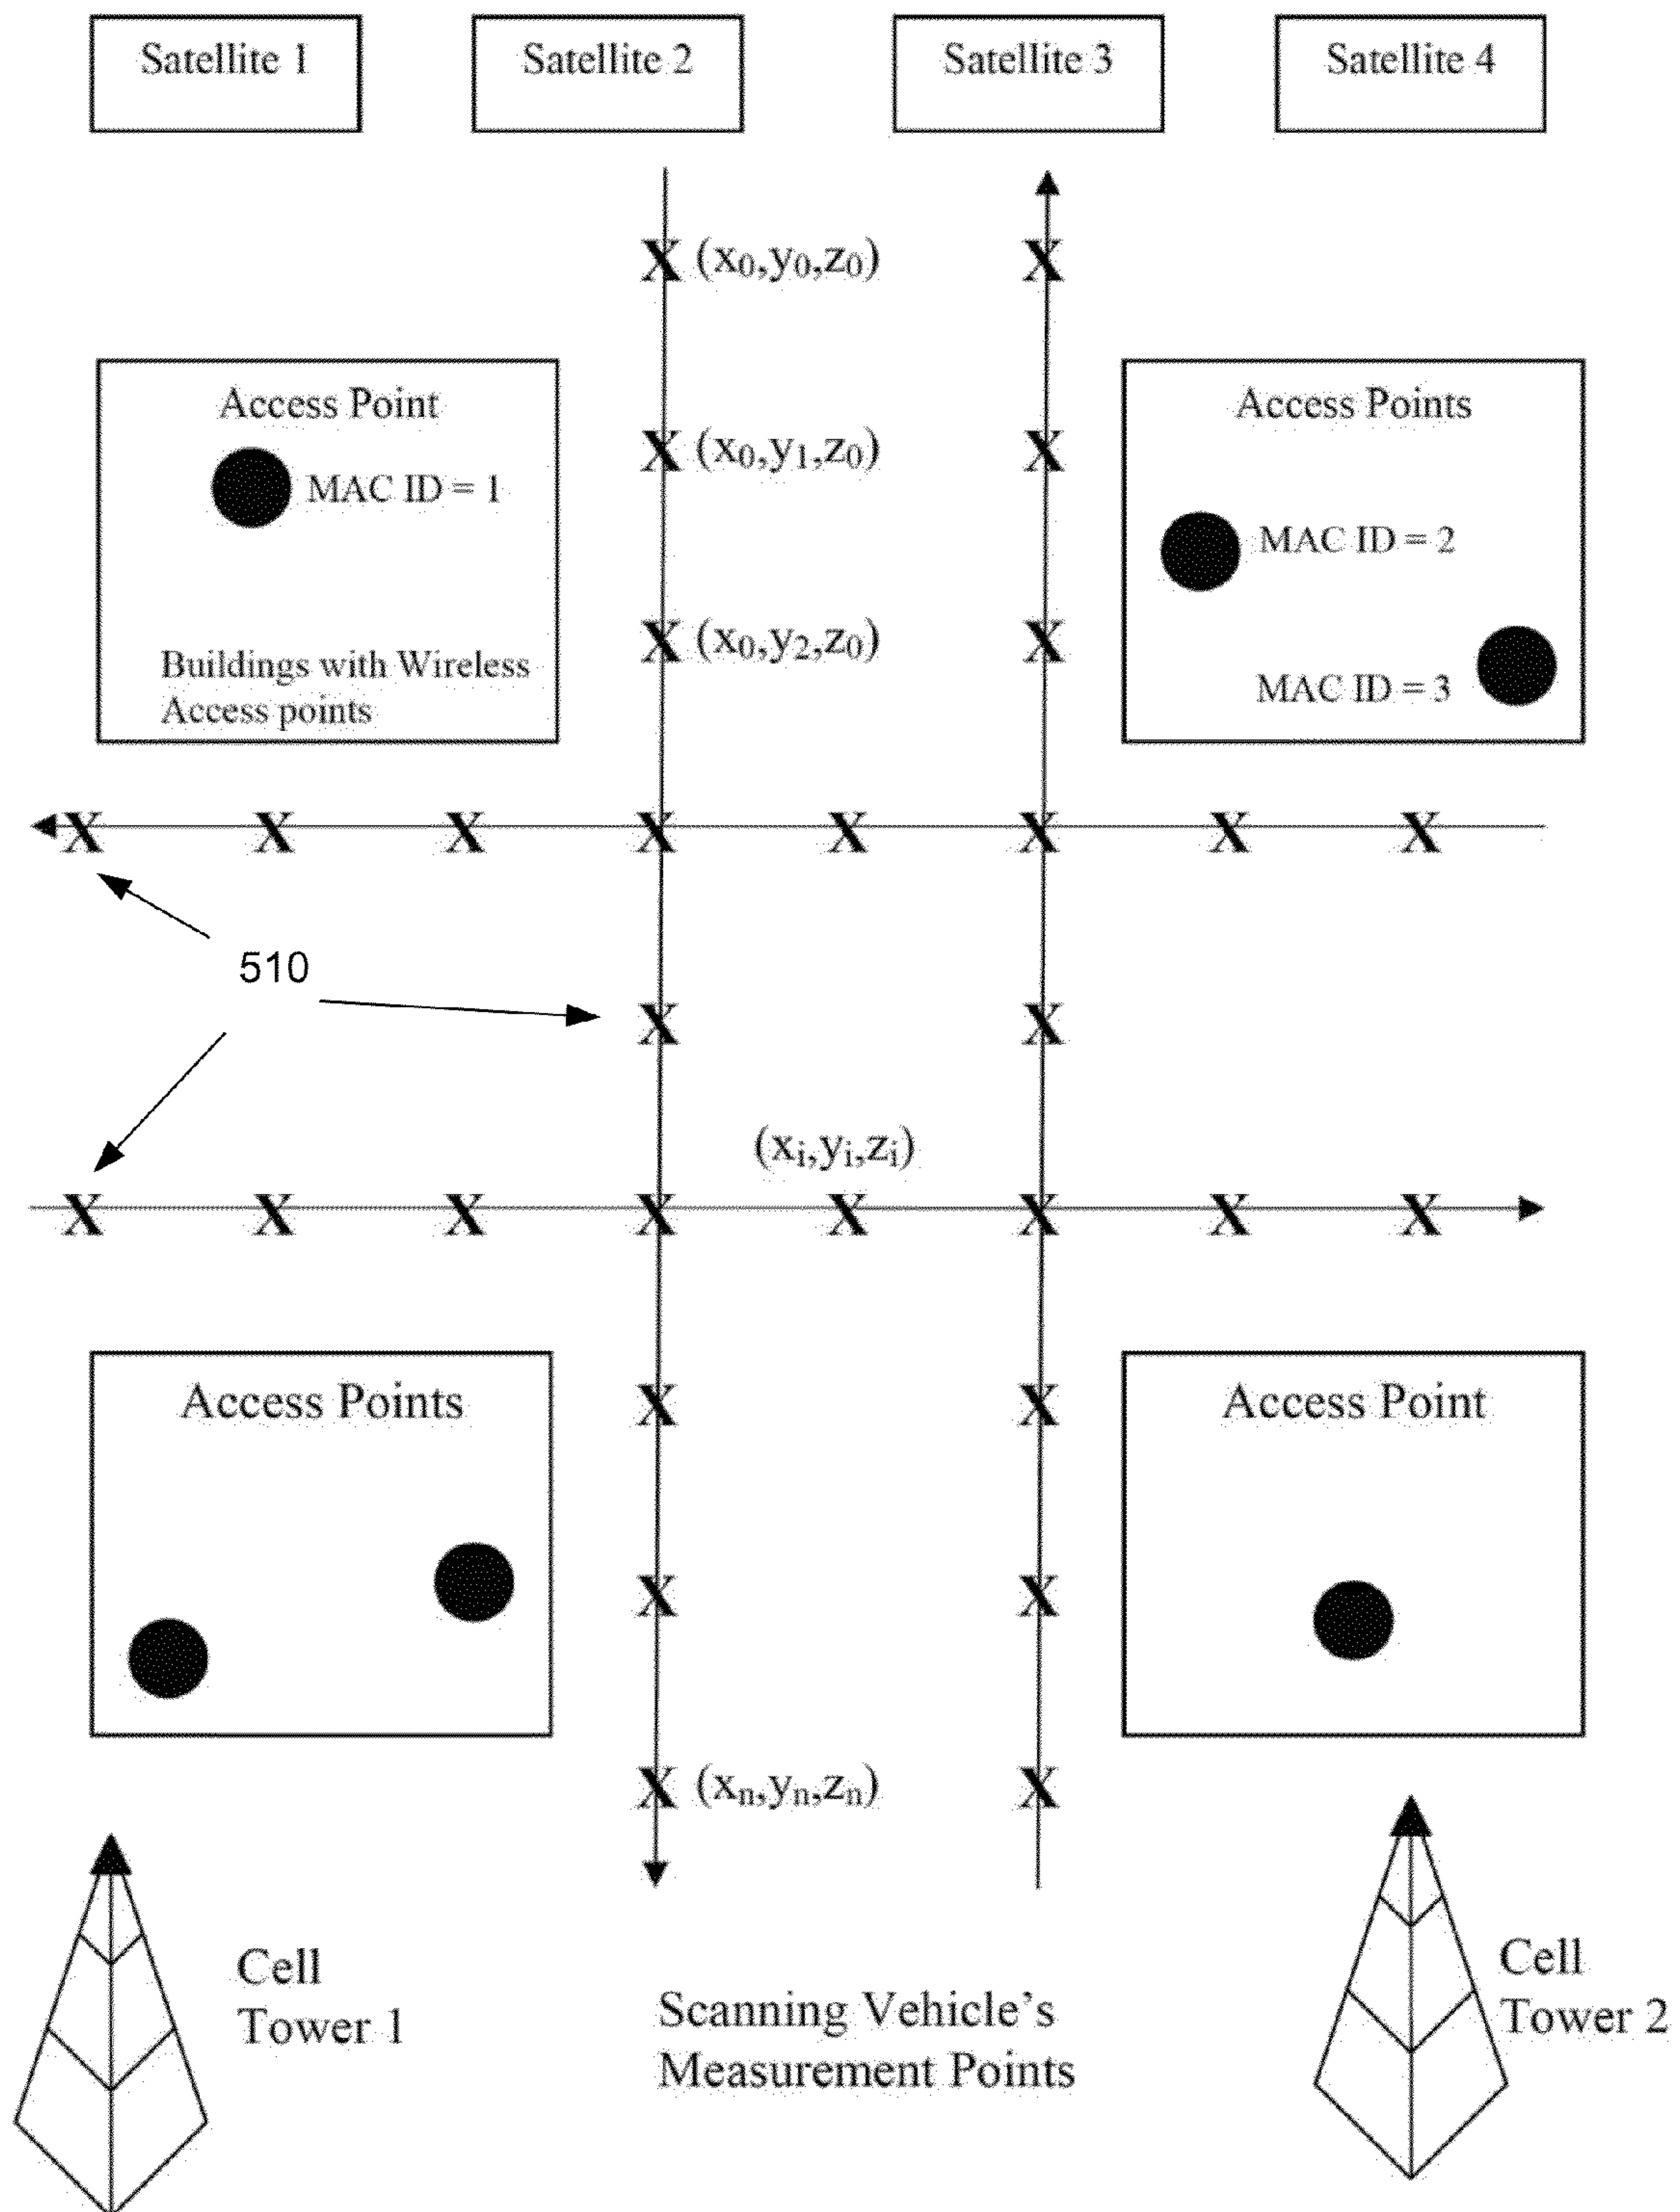 Satellite 1
Satellite 2
Satellite 3
Satellite 4
X (x₀,y₀,z₀)
X
Access Point
Access Points
X (x₀,y₁,z₀)
X
MAC ID = 1
MAC ID = 2
X (x₀,y₂,z₀)
X
Buildings with Wireless
Access points
MAC ID = 3
X X X X X X X X
510
X X
(xᵢ,yᵢ,zᵢ)
X X X X X X X X
Access Points
X X
Access Point
X X
X (xₙ,yₙ,zₙ)
X
Cell
Tower 1
Scanning Vehicle's
Measurement Points
Cell
Tower 2